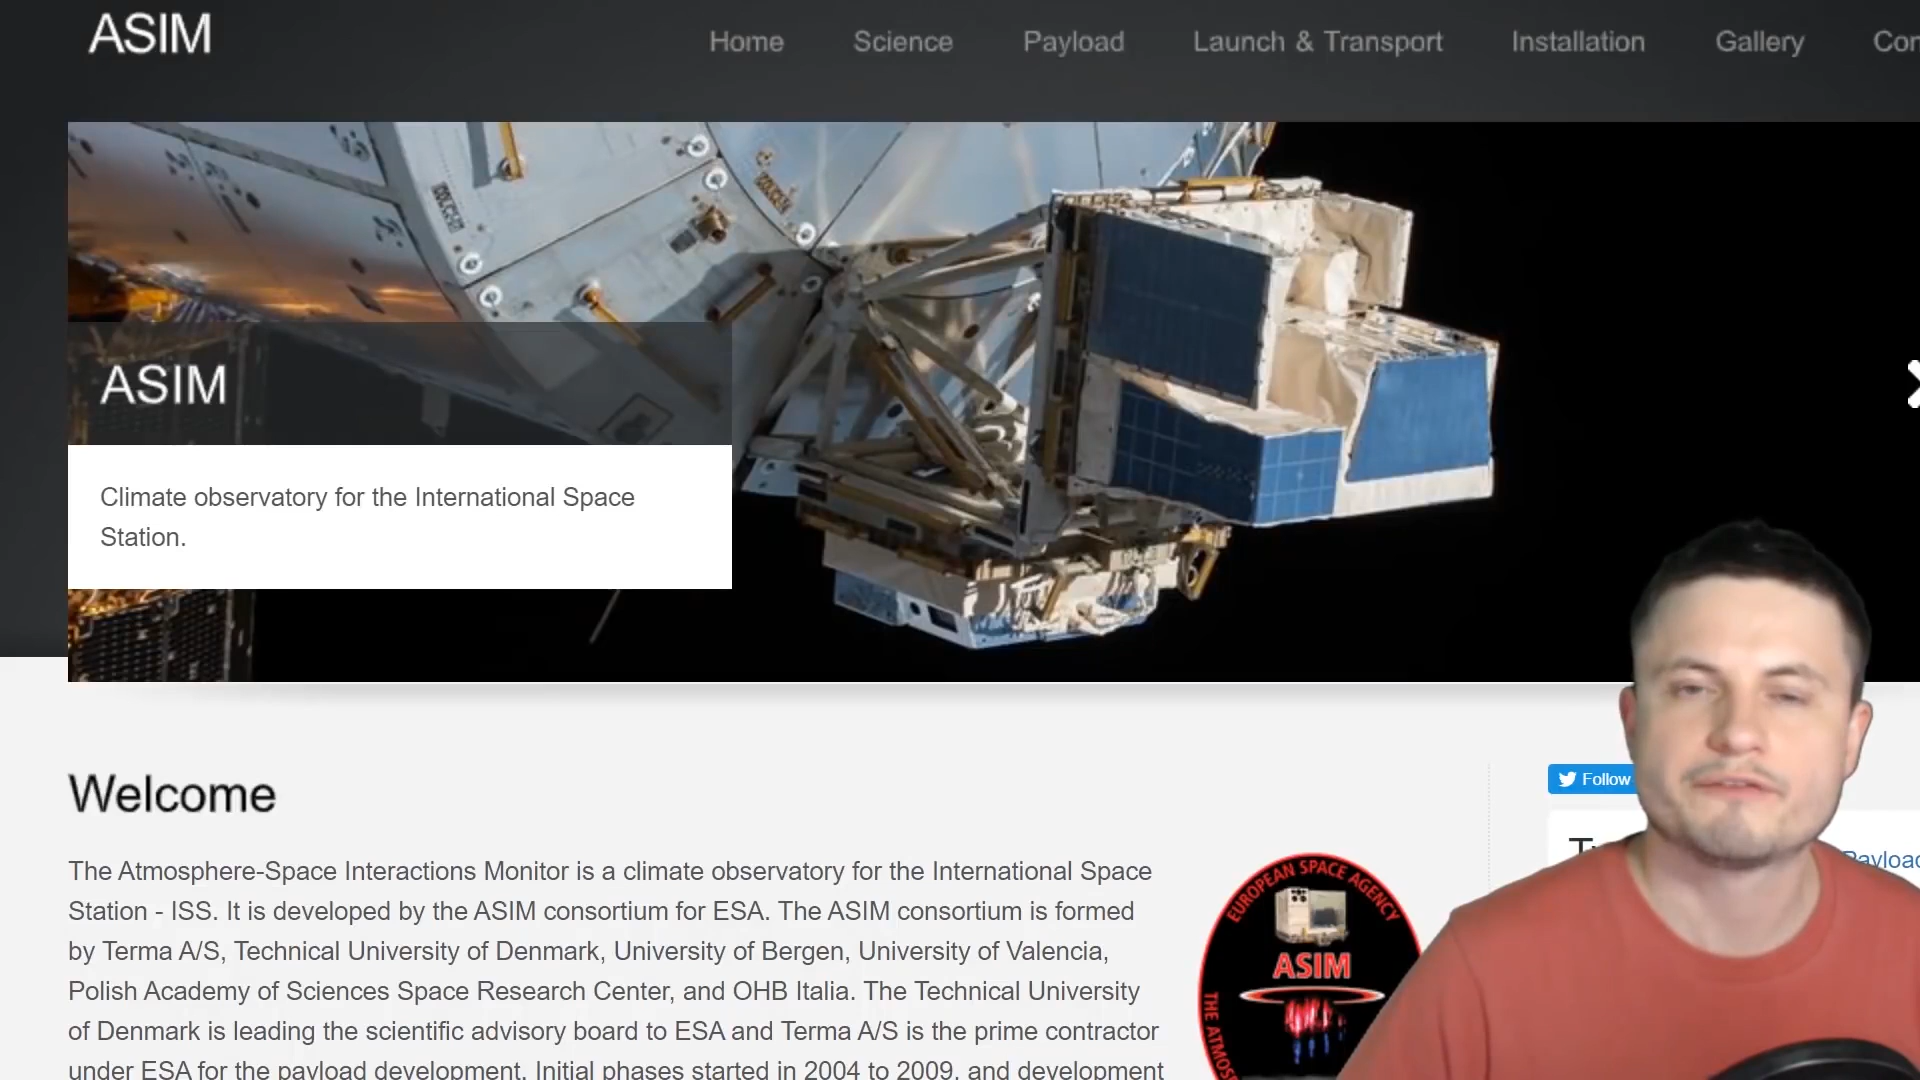 ASIM
Home Science Payload Launch & Transport Installation Gallery
ASIM
Climate observatory for the International Space
Station.
Welcome
Follow
The Atmosphere-Space Interactions Monitor is a climate observatory for the International Space
Station - ISS. It is developed by the ASIM consortium for ESA. The ASIM consortium is formed
by Terma A/S, Technical University of Denmark, University of Bergen, University of Valencia,
Polish Academy of Sciences Space Research Center, and OHB Italia. The Technical University
of Denmark is leading the scientific advisory board to ESA and Terma A/S is the prime contractor
under ESA for the payload development. Initial phases started in 2004 to 2009, and development
EUROPEAN SPACE AGENCY
ASIM
THE